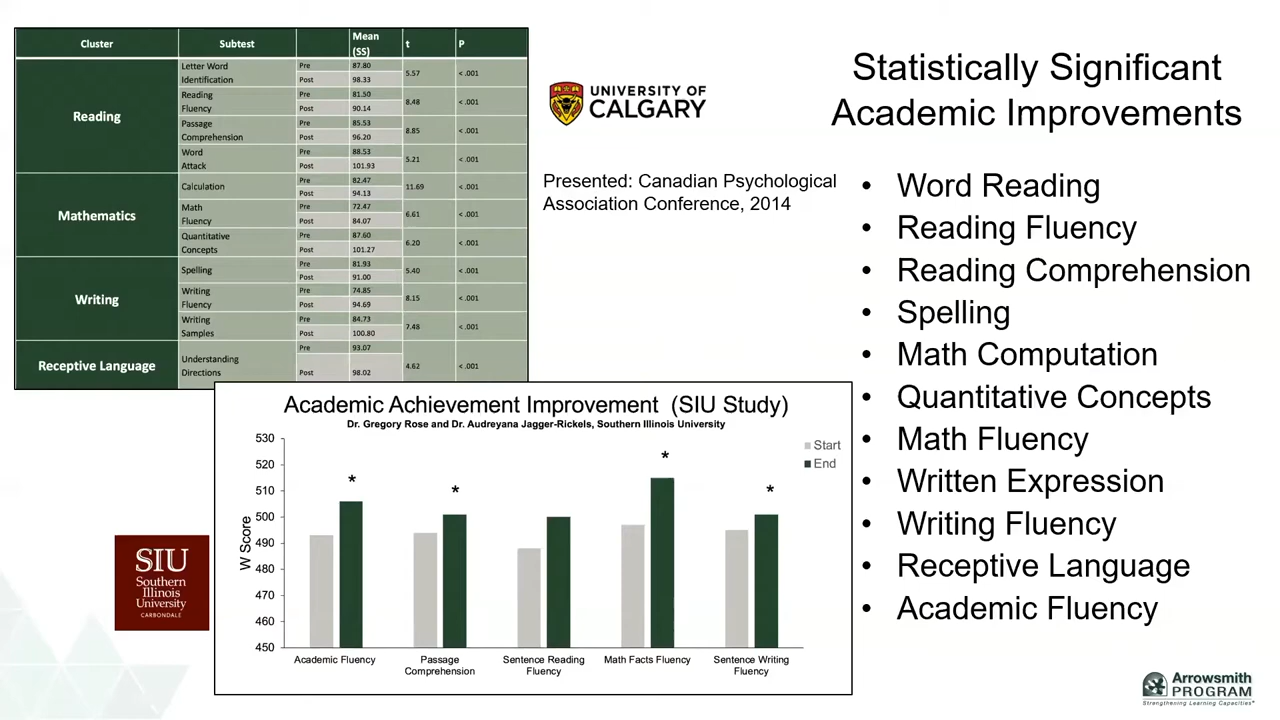 Cluster Subtest Mean (SS) t P
Reading
Letter Word Identification Pre 87.80 Post 98.33 5.57 < .001
Reading Fluency Pre 81.50 Post 90.14 8.48 < .001
Passage Comprehension Pre 85.53 Post 96.20 8.85 < .001
Word Attack Pre 88.53 Post 101.93 5.21 < .001
Mathematics
Calculation Pre 82.47 Post 94.13 11.69 < .001
Math Fluency Pre 72.47 Post 84.07 6.61 < .001
Quantitative Concepts Pre 87.60 Post 101.27 6.20 < .001
Writing
Spelling Pre 81.93 Post 91.00 5.40 < .001
Writing Fluency Pre 74.85 Post 94.69 8.15 < .001
Writing Samples Pre 84.73 Post 100.80 7.48 < .001
Receptive Language
Understanding Directions Pre 93.07 Post 98.02 4.62 < .001
UNIVERSITY OF
CALGARY
Presented: Canadian Psychological
Association Conference, 2014
Statistically Significant
Academic Improvements
• Word Reading
• Reading Fluency
• Reading Comprehension
• Spelling
• Math Computation
• Quantitative Concepts
• Math Fluency
• Written Expression
• Writing Fluency
• Receptive Language
• Academic Fluency
Academic Achievement Improvement (SIU Study)
Dr. Gregory Rose and Dr. Audreyana Jagger-Rickels, Southern Illinois University
Start
End
W Score
530
520
510
500
490
480
470
460
450
* * * *
Academic Fluency
Passage Comprehension
Sentence Reading Fluency
Math Facts Fluency
Sentence Writing Fluency
SIU
Southern
Illinois
University
CARBONDALE
Arrowsmith
PROGRAM
Strengthening Learning Capacities®